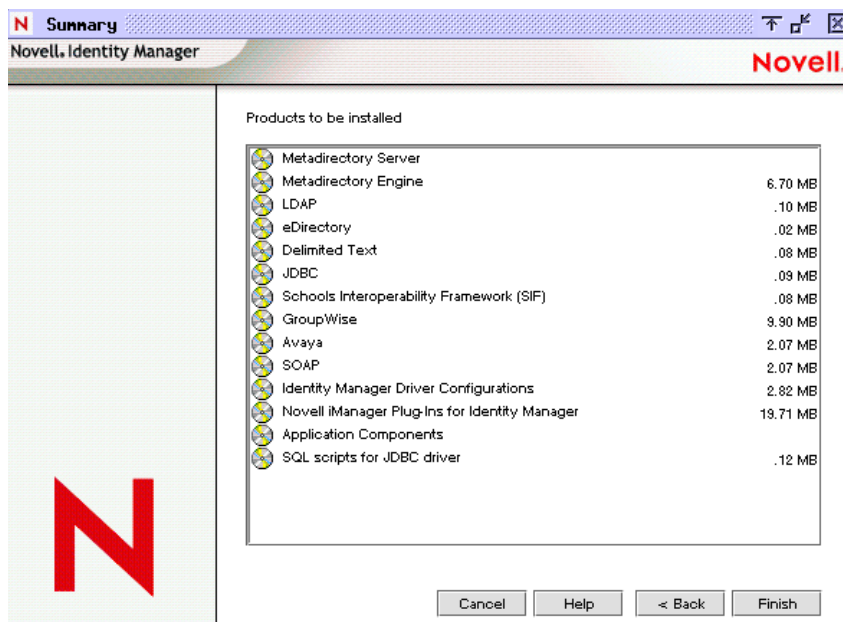 N Summary
Novell. Identity Manager
Novell.
Products to be installed
Metadirectory Server
Metadirectory Engine 6.70 MB
LDAP .10 MB
eDirectory .02 MB
Delimited Text .08 MB
JDBC .09 MB
Schools Interoperability Framework (SIF) .08 MB
GroupWise 9.90 MB
Avaya 2.07 MB
SOAP 2.07 MB
Identity Manager Driver Configurations 2.82 MB
Novell iManager Plug-Ins for Identity Manager 19.71 MB
Application Components
SQL scripts for JDBC driver .12 MB
N
Cancel Help < Back Finish